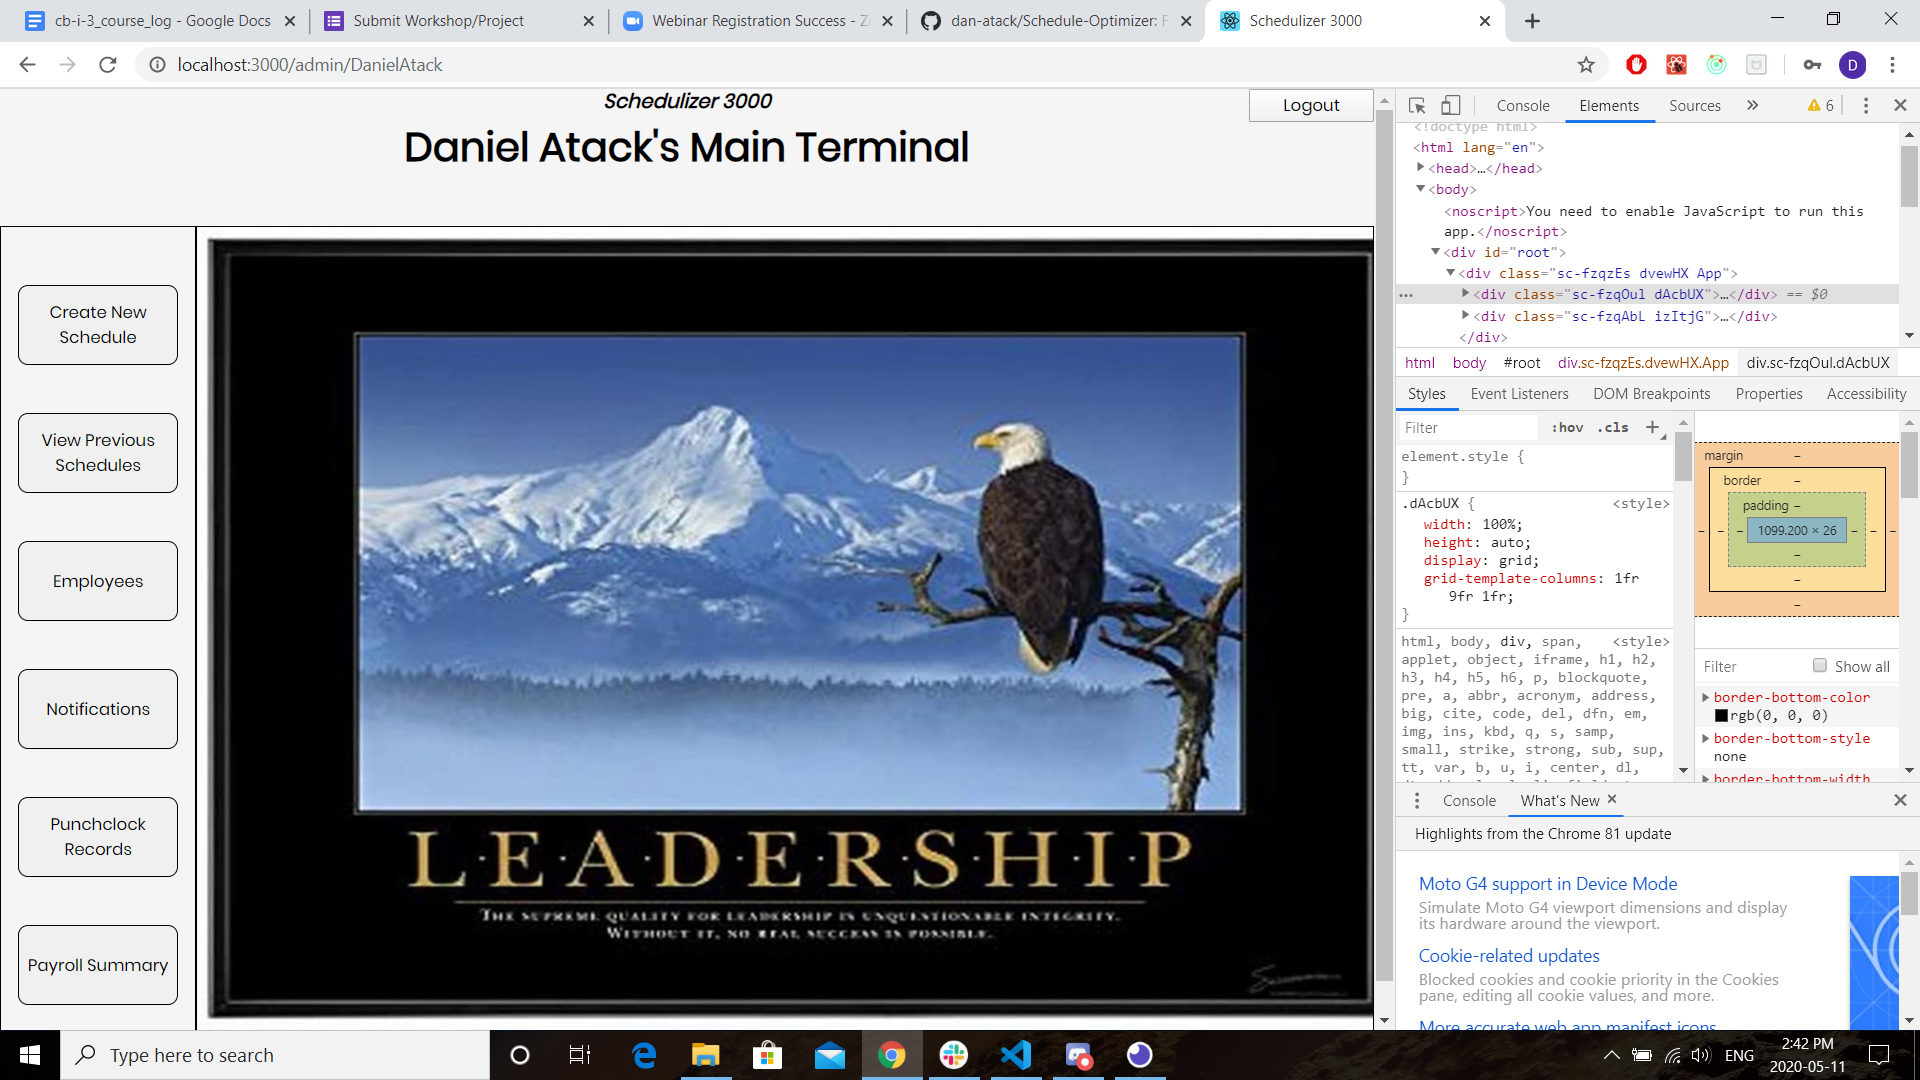 cb-i-3_course_log - Google Docs
Submit Workshop/Project
Webinar Registration Success - Z
dan-atack/Schedule-Optimizer: F
Schedulizer 3000
localhost:3000/admin/DanielAtack
D
Schedulizer 3000
Logout
Daniel Atack's Main Terminal
Create New
Schedule
View Previous
Schedules
Employees
Notifications
Punchclock
Records
Payroll Summary
L·E·A·D·E·R·S·H·I·P
THE SUPREME QUALITY FOR LEADERSHIP IS UNQUESTIONABLE INTEGRITY.
WITHOUT IT, NO REAL SUCCESS IS POSSIBLE.
Console
Elements
Sources
6
<!doctype html>
<html lang="en">
<head>…</head>
<body>
<noscript>You need to enable JavaScript to run this
app.</noscript>
<div id="root">
<div class="sc-fzqzEs dvewHX App">
<div class="sc-fzqOul dAcbUX">…</div> == $0
<div class="sc-fzqAbL izItjG">…</div>
</div>
html body #root div.sc-fzqzEs.dvewHX.App div.sc-fzqOul.dAcbUX
Styles Event Listeners DOM Breakpoints Properties Accessibility
Filter :hov .cls +
element.style {
}
.dAcbUX { <style>
width: 100%;
height: auto;
display: grid;
grid-template-columns: 1fr
9fr 1fr;
}
html, body, div, span, <style>
applet, object, iframe, h1, h2,
h3, h4, h5, h6, p, blockquote,
pre, a, abbr, acronym, address,
big, cite, code, del, dfn, em,
img, ins, kbd, q, s, samp,
small, strike, strong, sub, sup,
tt, var, b, u, i, center, dl,
margin –
border –
padding –
– – – 1099.200 × 26 – – –
–
–
–
Filter Show all
border-bottom-color
rgb(0, 0, 0)
border-bottom-style
none
border-bottom-width
Console
What's New
Highlights from the Chrome 81 update
Moto G4 support in Device Mode
Simulate Moto G4 viewport dimensions and display
its hardware around the viewport.
Cookie-related updates
Blocked cookies and cookie priority in the Cookies
pane, editing all cookie values, and more.
More accurate web app manifest icons
Type here to search
ENG
2:42 PM
2020-05-11